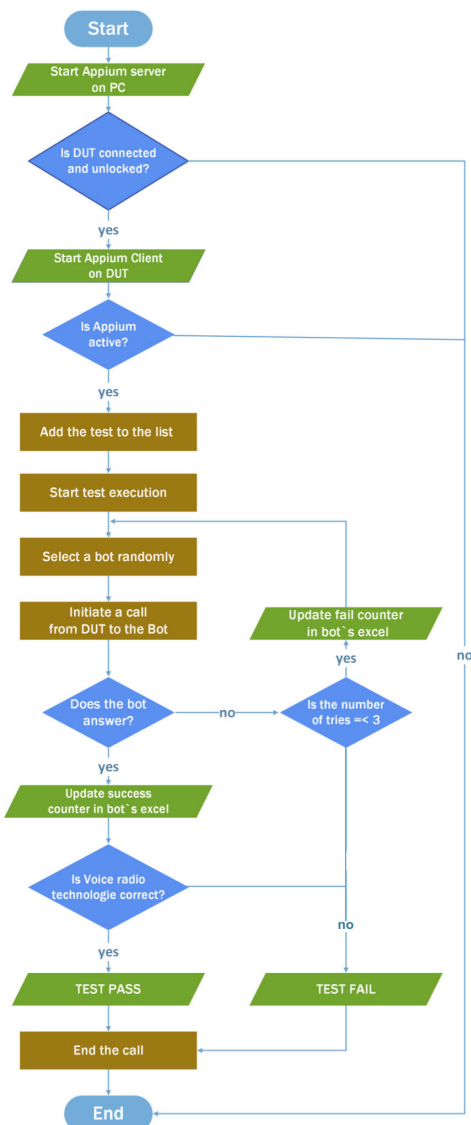 Start
Start Appium server
on PC
Is DUT connected
and unlocked?
yes
Start Appium Client
on DUT
Is Appium
active?
yes
Add the test to the list
Start test execution
Select a bot randomly
Initiate a call
from DUT to the Bot
Update fail counter
in bot`s excel
no
yes
Does the bot
answer?
no
Is the number
of tries =< 3
yes
Update success
counter in bot`s excel
Is Voice radio
technologie correct?
no
yes
TEST PASS
TEST FAIL
End the call
End